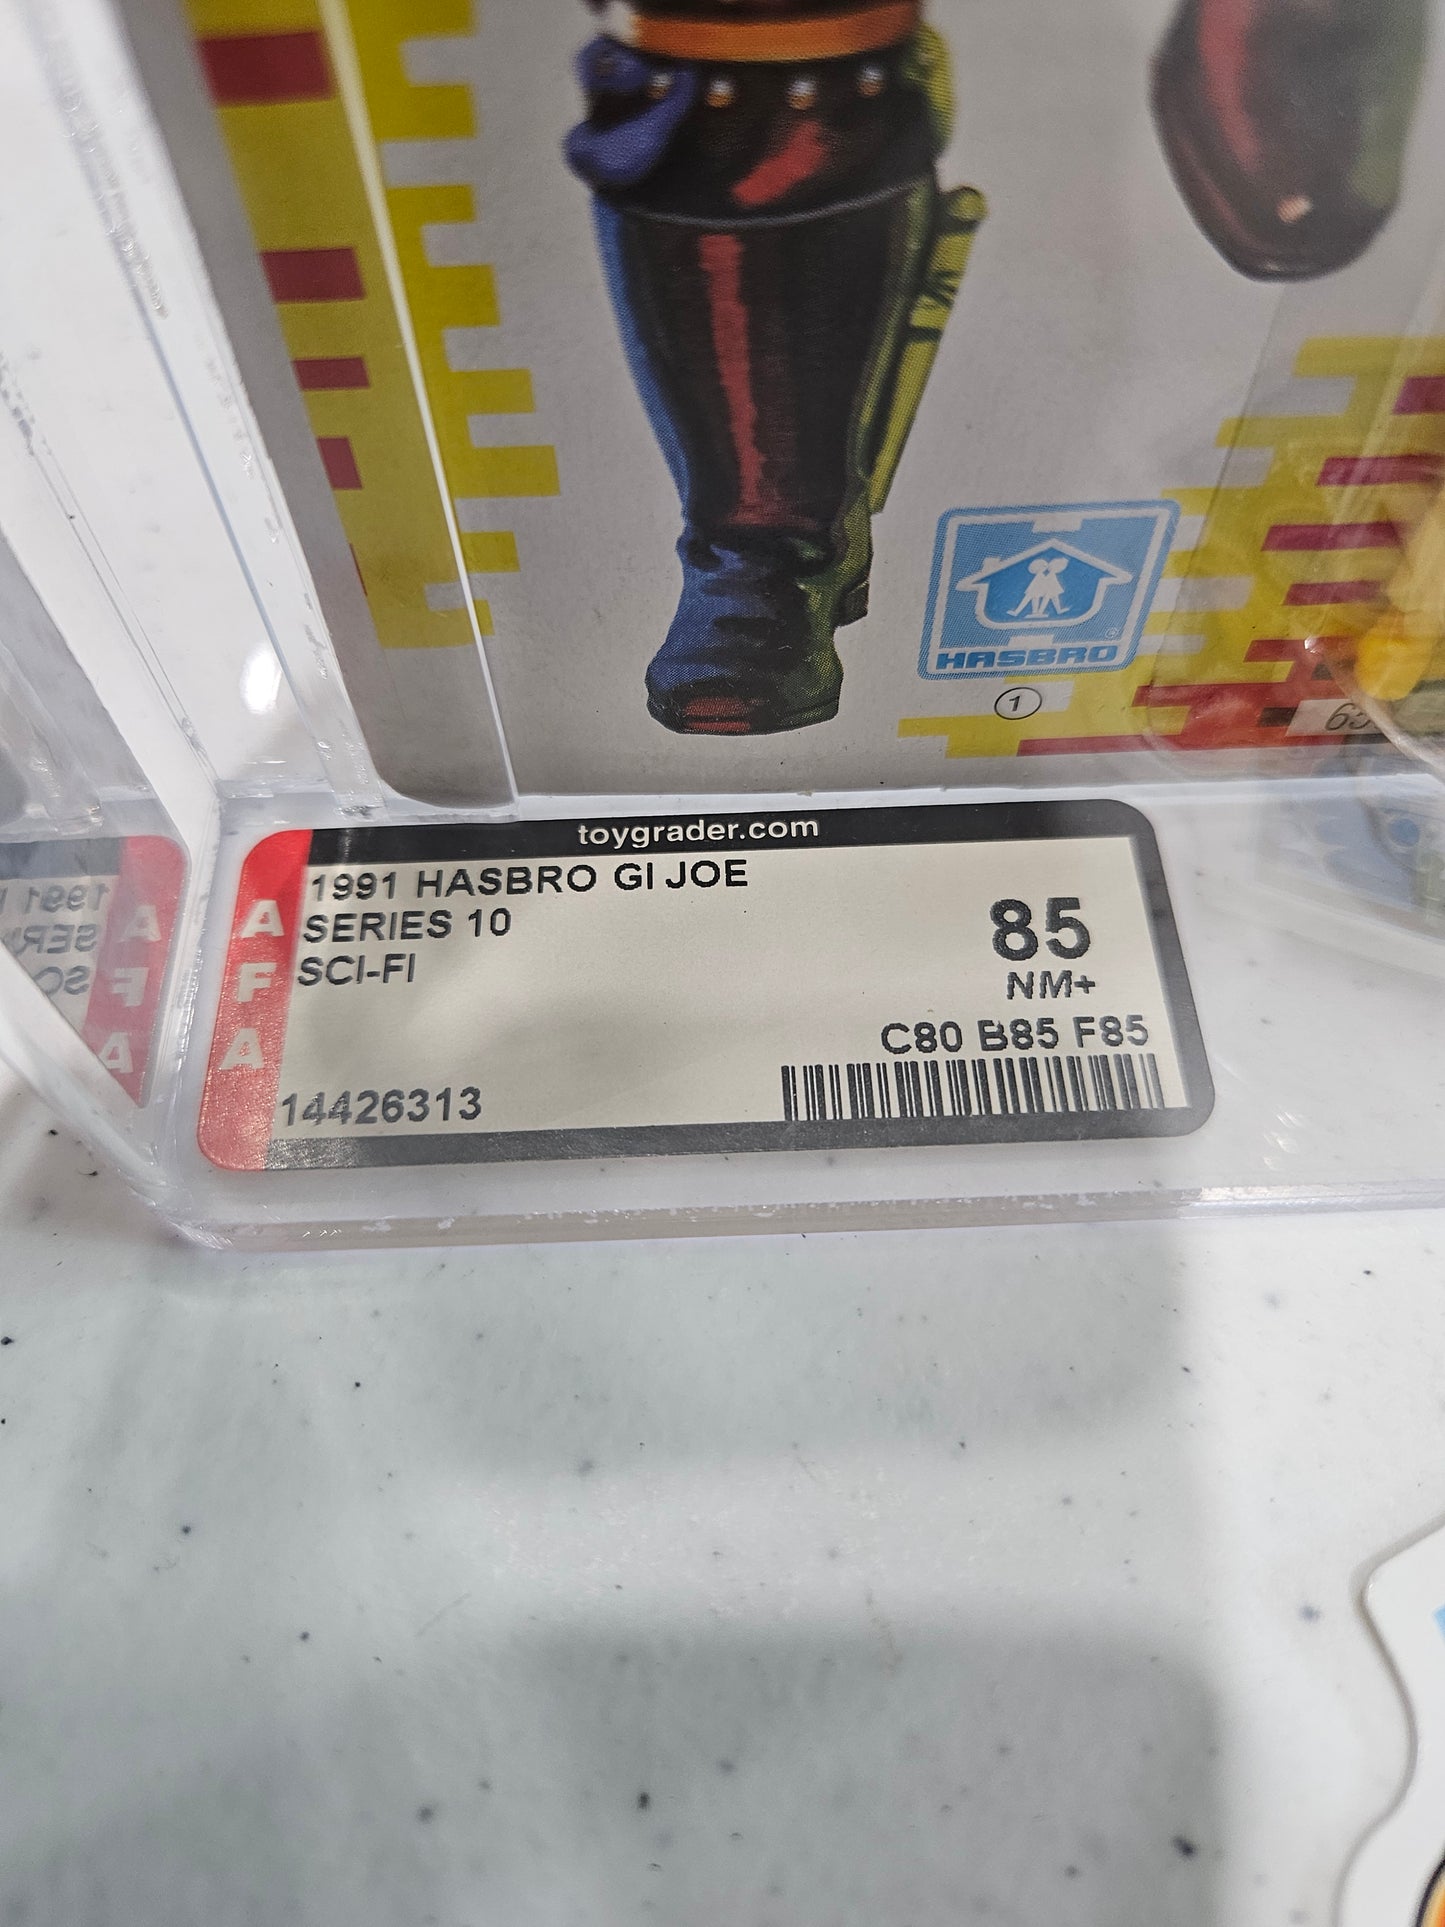 HASBRO
1
toygrader.com
1991 HASBRO GI JOE
SERIES 10
SCI-FI
AFA
85
NM+
C80 B85 F85
14426313